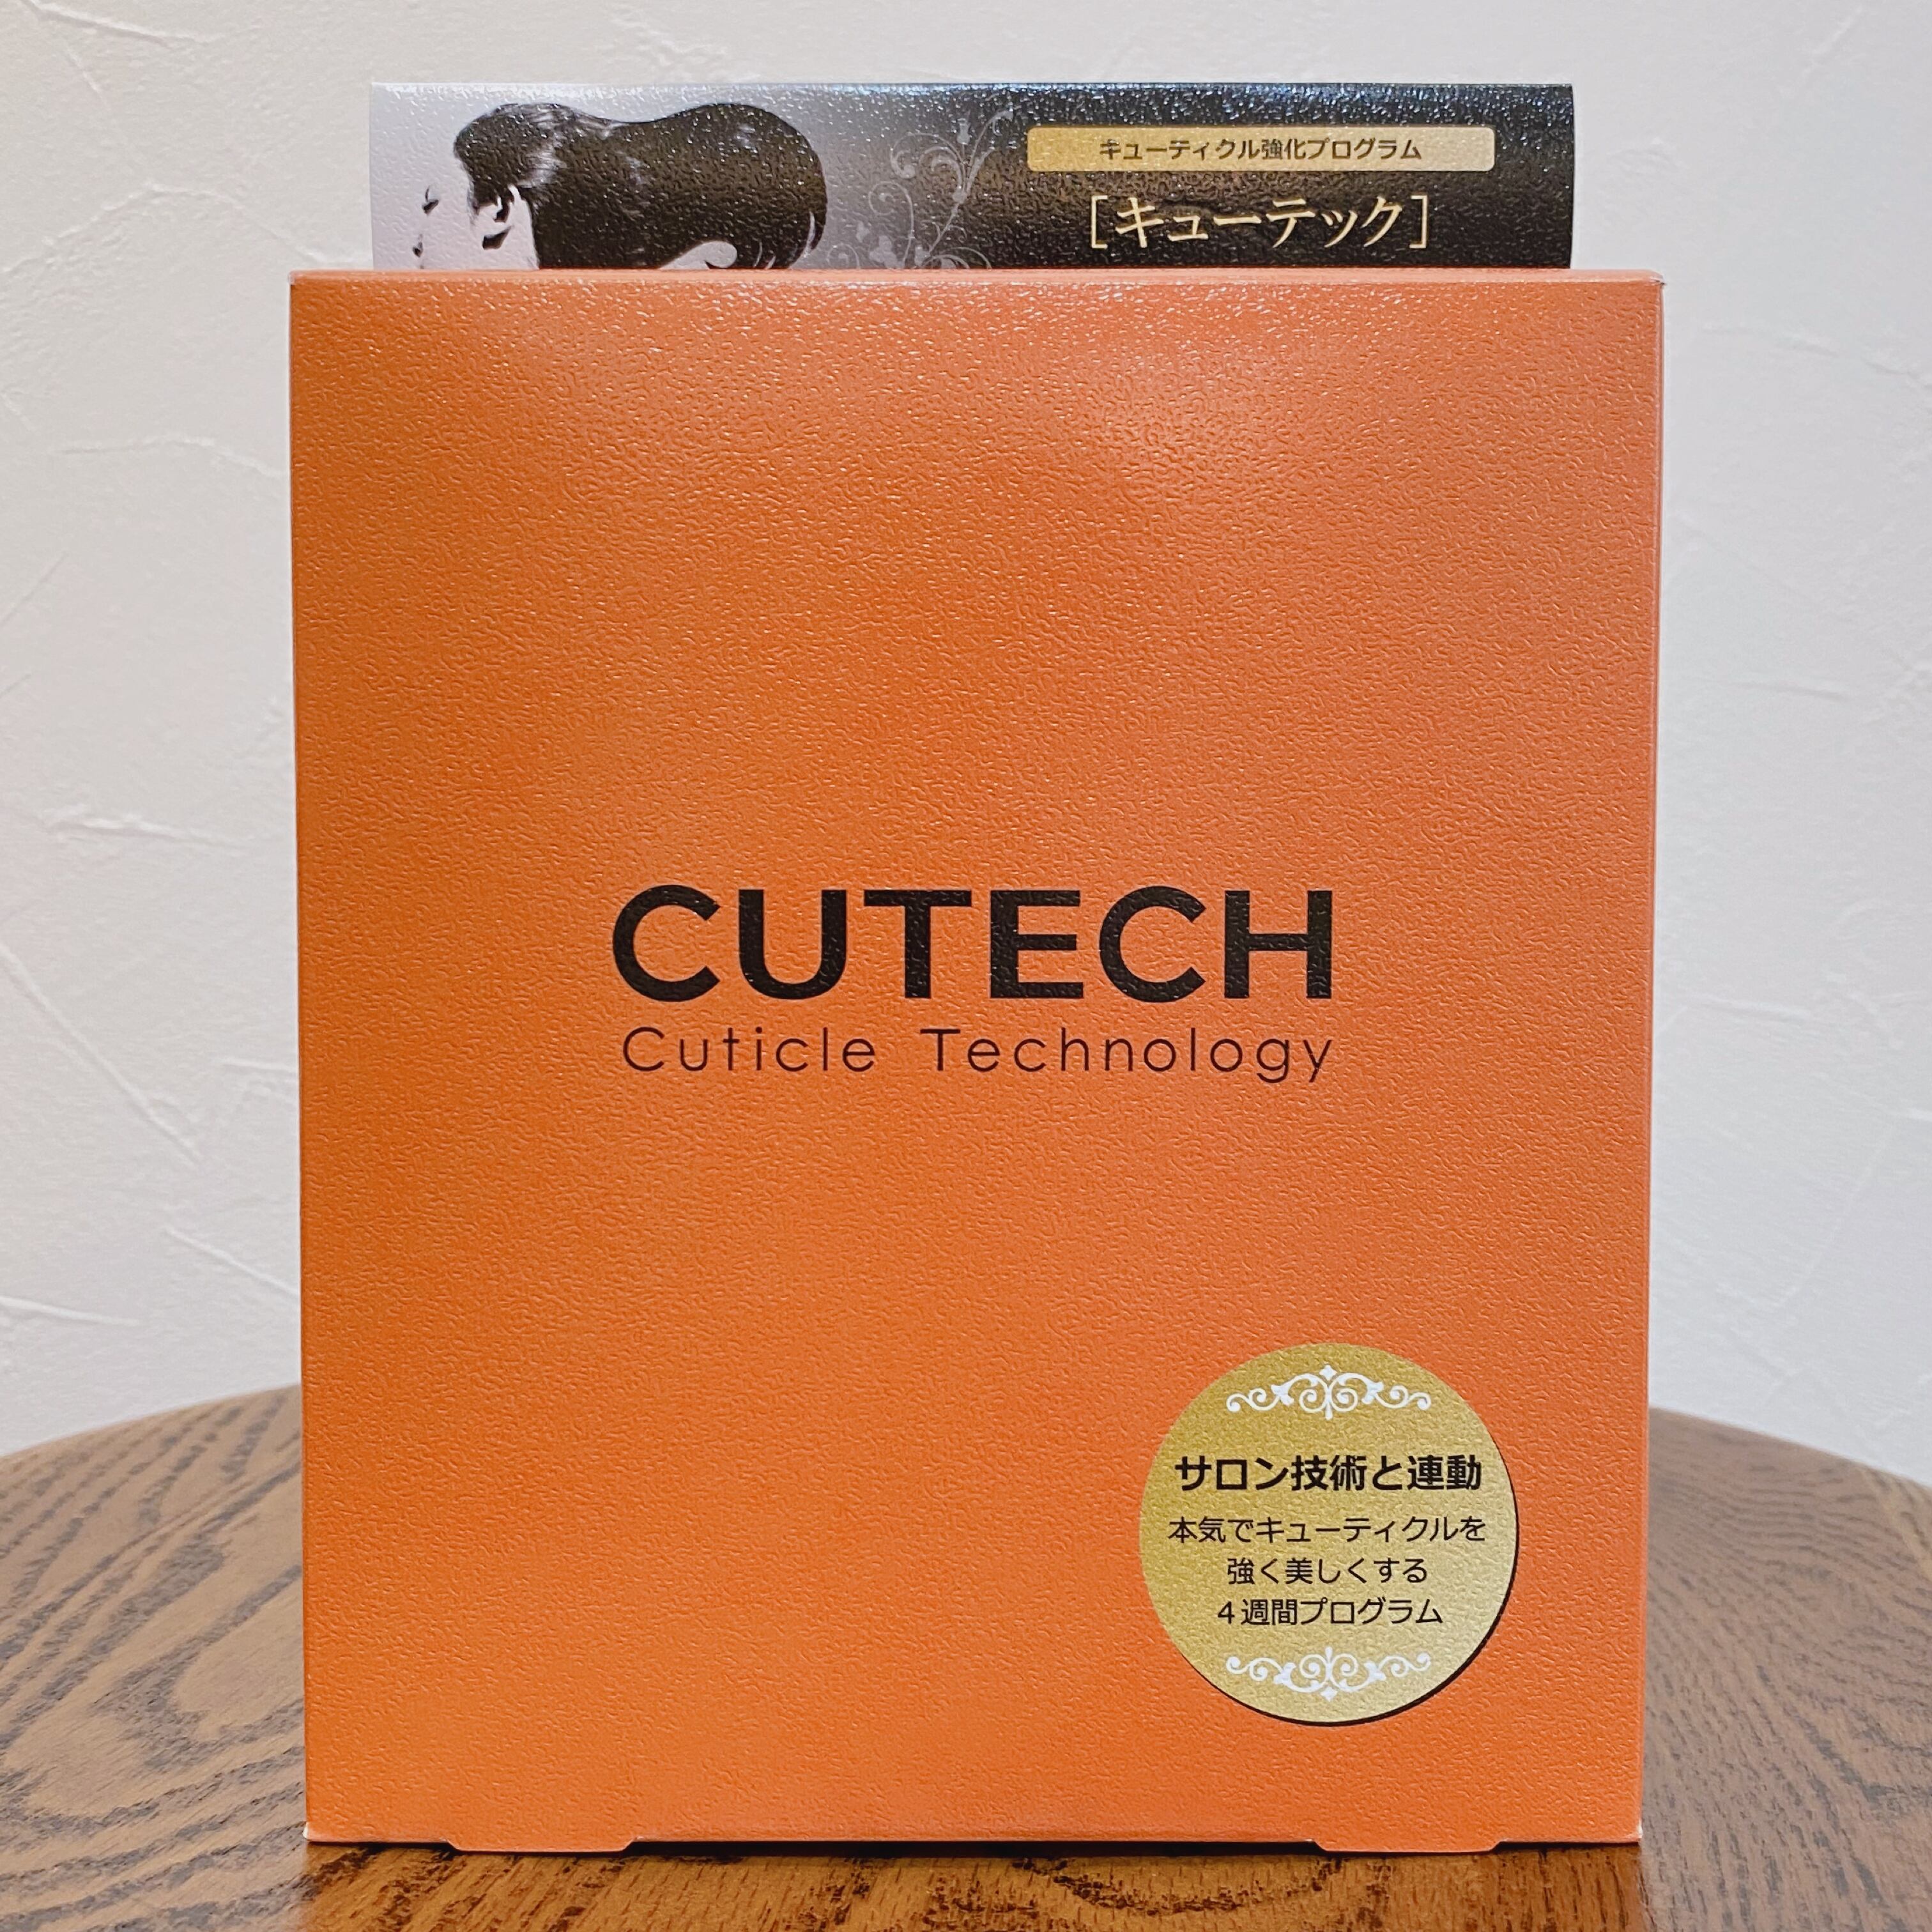 キューティクル強化プログラム
[キューテック]
CUTECH
Cuticle Technology
サロン技術と連動
本気でキューティクルを
強く美しくする
4週間プログラム